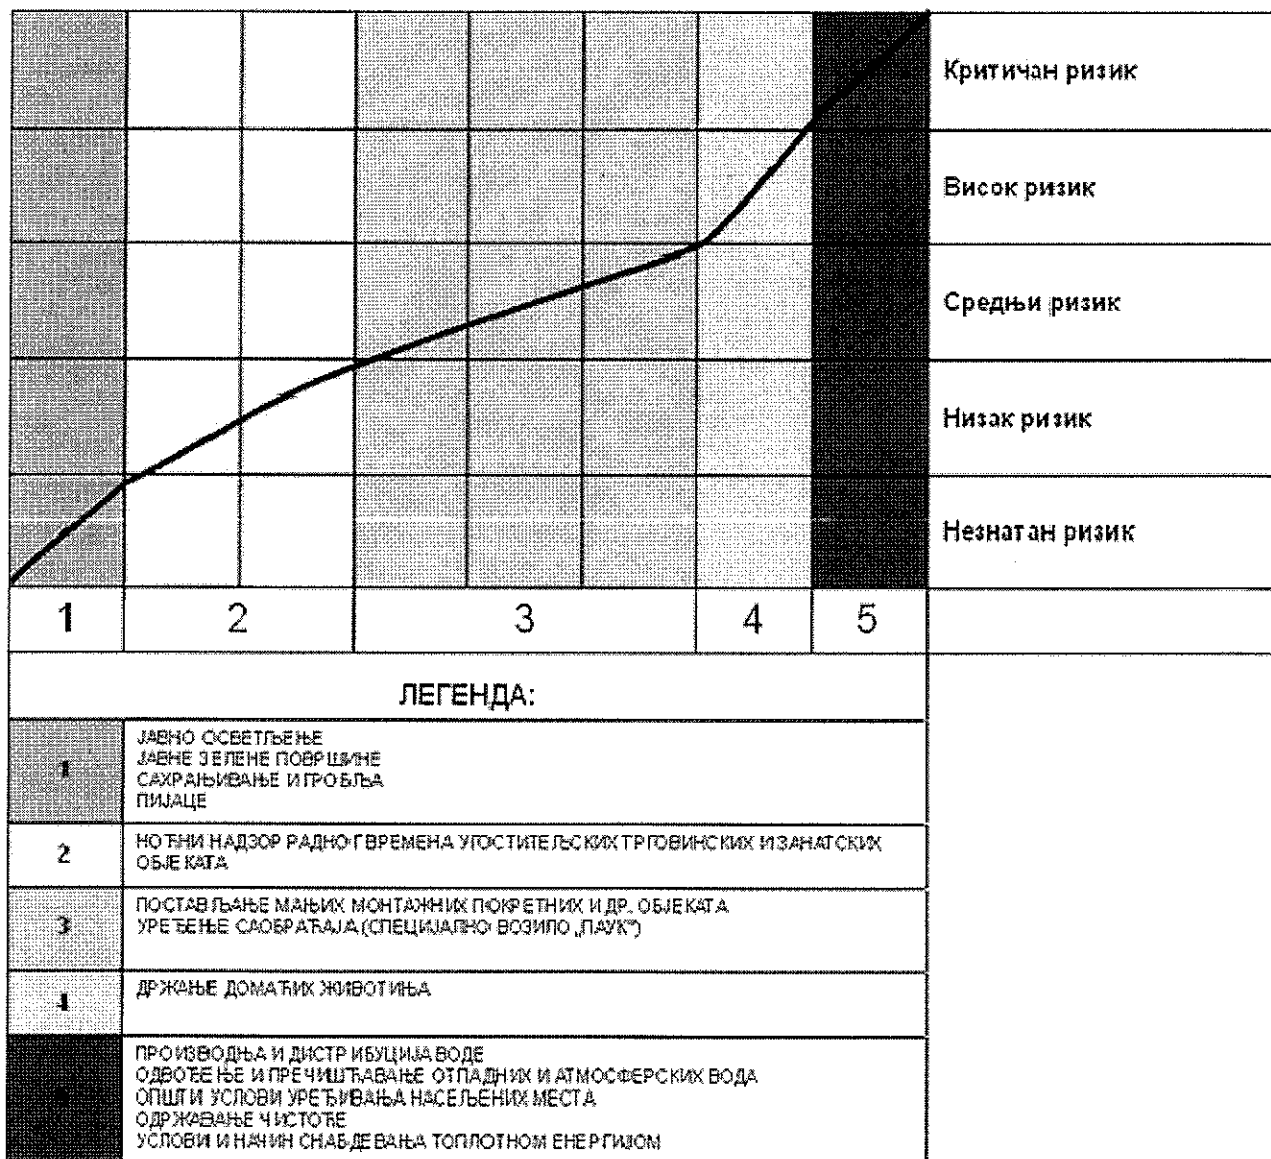 Критичан ризик
Висок ризик
Средњи ризик
Низак ризик
Незнатан ризик
1 2 3 4 5
ЛЕГЕНДА:
1
ЈАВНО ОСВЕТЉЕЊЕ
ЈАВНЕ ЗЕЛЕНЕ ПОВРШИНЕ
САХРАЊИВАЊЕ И ГРОБЉА
ПИЈАЦЕ
2
НОЋНИ НАДЗОР РАДНОГ ВРЕМЕНА УГОСТИТЕЉСКИХ ТРГОВИНСКИХ И ЗАНАТСКИХ
ОБЈЕКАТА
3
ПОСТАВЉАЊЕ МАЊИХ МОНТАЖНИХ ПОКРЕТНИХ И ДР. ОБЈЕКАТА
УРЕЂЕЊЕ САОБРАЋАЈА (СПЕЦИЈАЛНО ВОЗИЛО „ПАУК")
4
ДРЖАЊЕ ДОМАЋИХ ЖИВОТИЊА
ПРОИЗВОДЊА И ДИСТРИБУЦИЈА ВОДЕ
ОДВОЂЕЊЕ И ПРЕЧИШЋАВАЊЕ ОТПАДНИХ И АТМОСФЕРСКИХ ВОДА
ОПШТИ УСЛОВИ УРЕЂИВАЊА НАСЕЉЕНИХ МЕСТА
ОДРЖАВАЊЕ ЧИСТОЋЕ
УСЛОВИ И НАЧИН СНАБДЕВАЊА ТОПЛОТНОМ ЕНЕРГИЈОМ